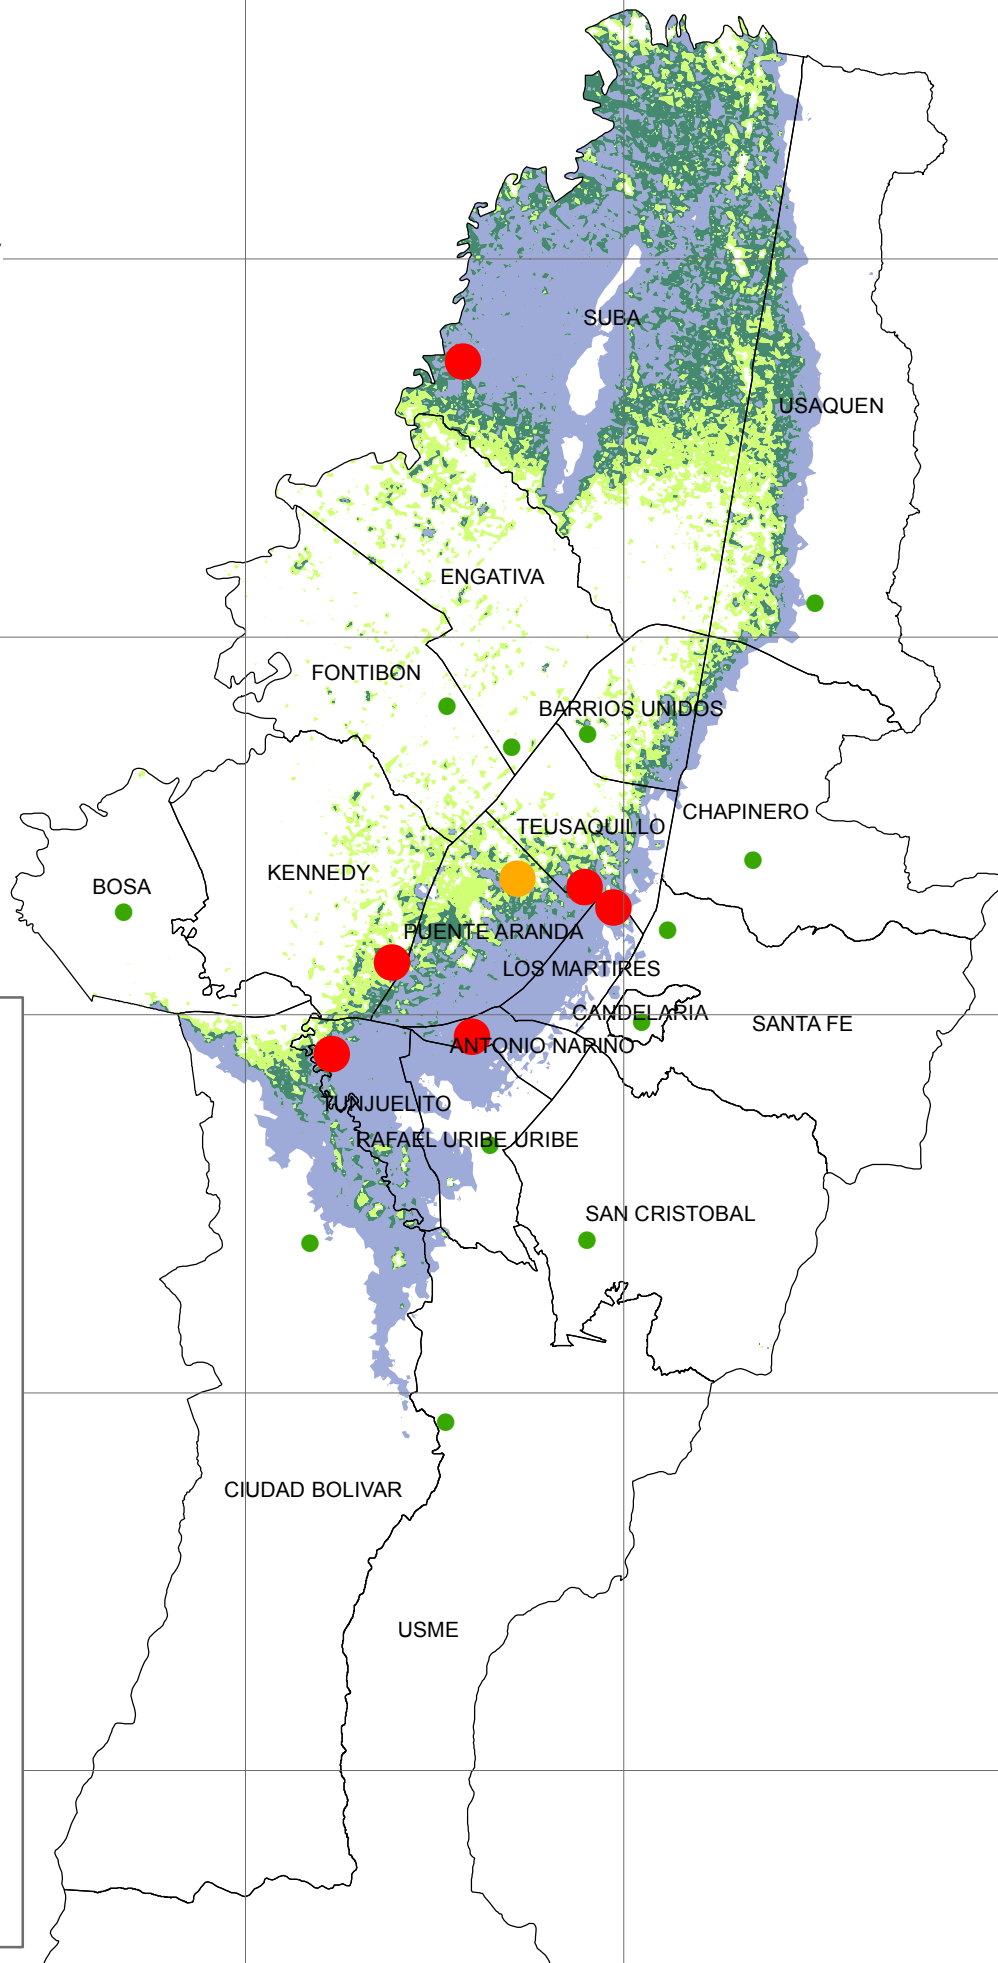 SUBA
USAQUEN
ENGATIVA
FONTIBON
BARRIOS UNIDOS
CHAPINERO
TEUSAQUILLO
KENNEDY
BOSA
PUENTE ARANDA
LOS MARTIRES
CANDELARIA
SANTA FE
ANTONIO NARIÑO
TUNJUELITO
RAFAEL URIBE URIBE
SAN CRISTOBAL
CIUDAD BOLIVAR
USME